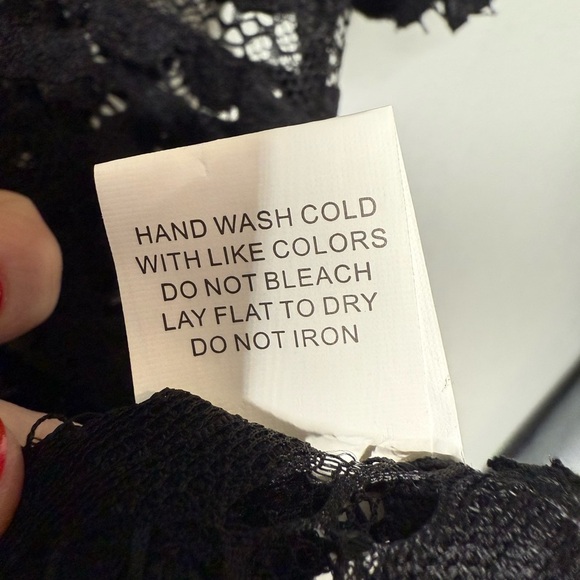 HAND WASH COLD
WITH LIKE COLORS
DO NOT BLEACH
LAY FLAT TO DRY
DO NOT IRON